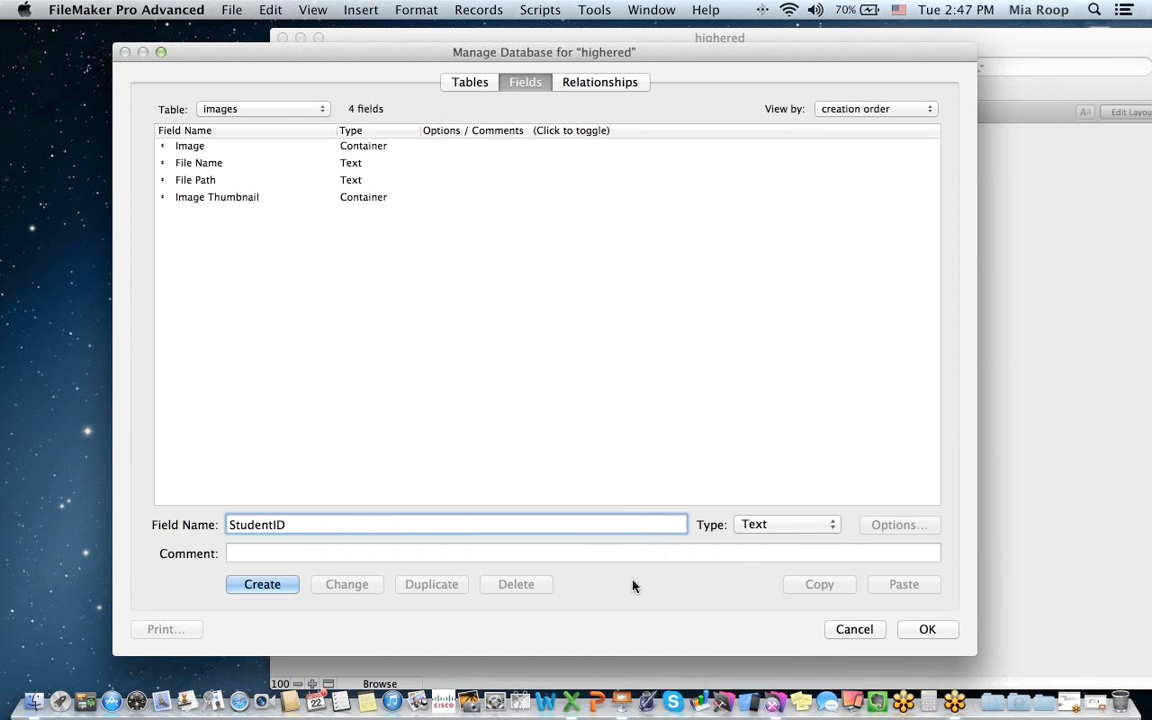 FileMaker Pro Advanced File Edit View Insert Format Records Scripts Tools Window Help 70% Tue 2:47 PM Mia Roop
highered
Manage Database for "highered"
Tables Fields Relationships
Table: images 4 fields View by: creation order
Edit Layou
Field Name Type Options / Comments (Click to toggle)
Image Container
File Name Text
File Path Text
Image Thumbnail Container
Field Name: StudentID Type: Text Options...
Comment:
Create Change Duplicate Delete Copy Paste
Print... Cancel OK
100 Browse